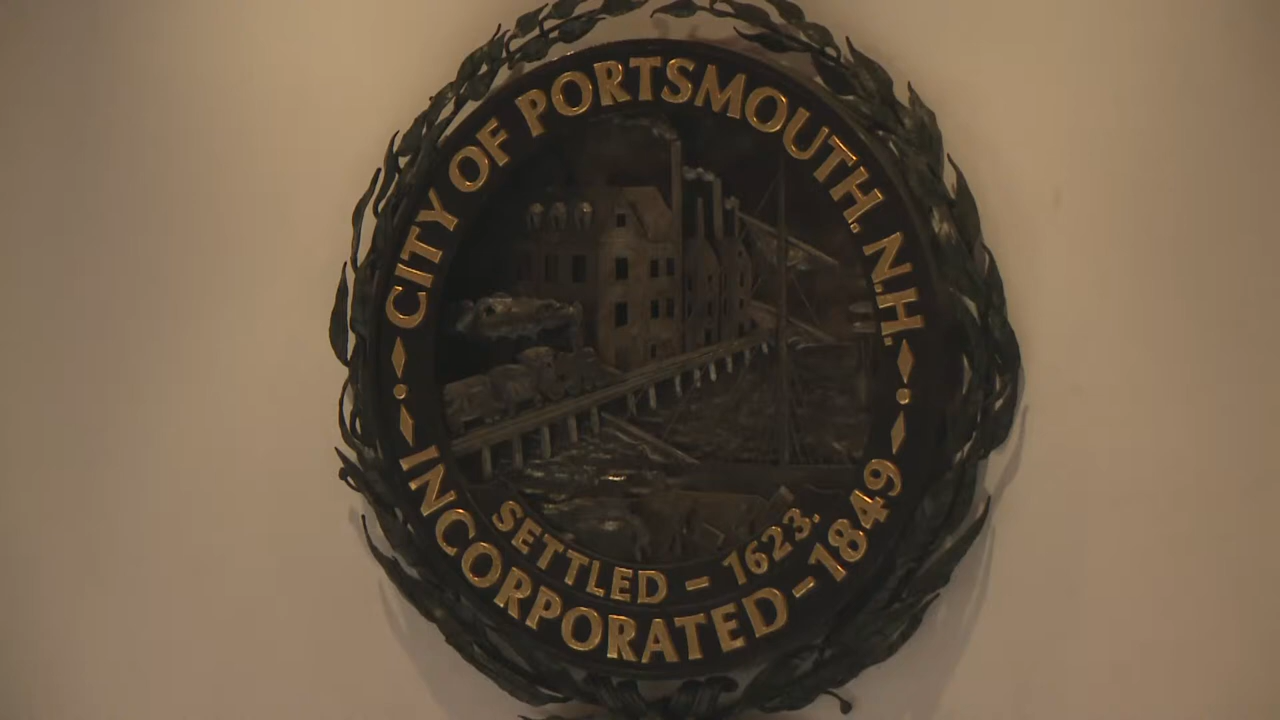 CITY OF PORTSMOUTH. N.H.
SETTLED – 1623.
INCORPORATED – 1849